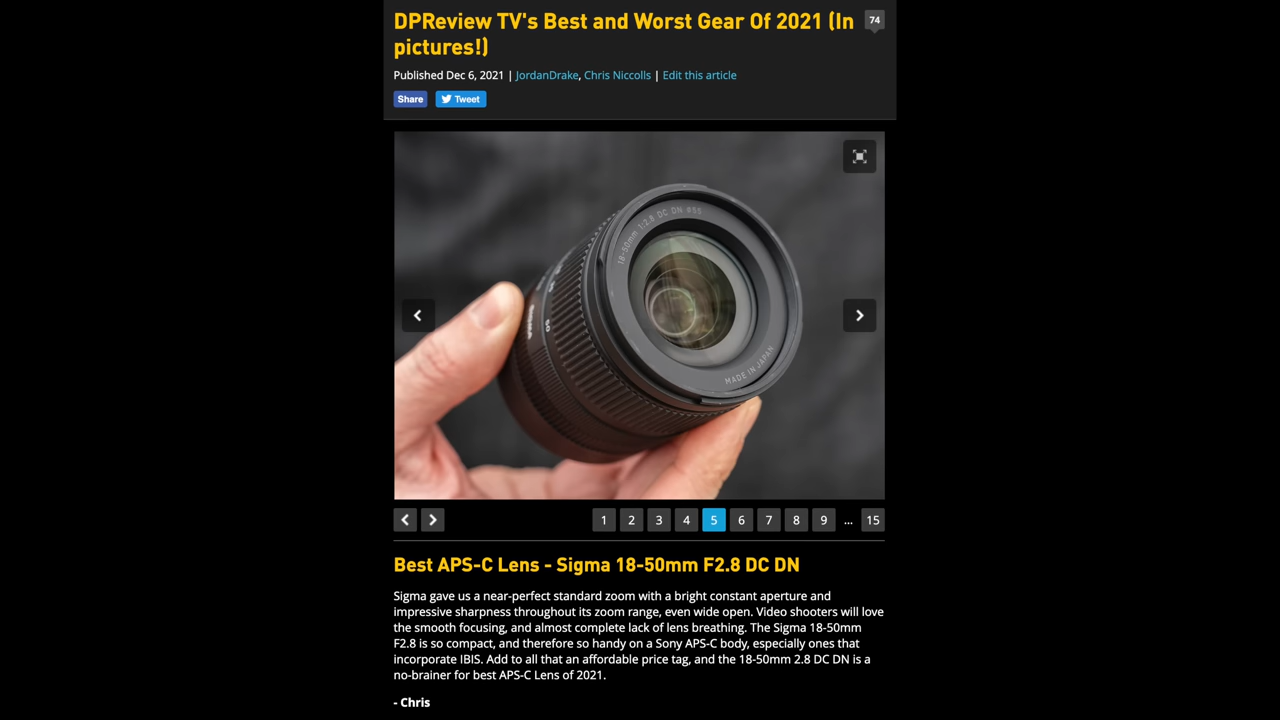 DPReview TV's Best and Worst Gear Of 2021 (In
pictures!)
74
Published Dec 6, 2021 | JordanDrake, Chris Niccolls | Edit this article
Share
Tweet
18-50mm 1:2.8 DC DN ø55
MADE IN JAPAN
50
1 2 3 4 5 6 7 8 9 ... 15
Best APS-C Lens - Sigma 18-50mm F2.8 DC DN
Sigma gave us a near-perfect standard zoom with a bright constant aperture and
impressive sharpness throughout its zoom range, even wide open. Video shooters will love
the smooth focusing, and almost complete lack of lens breathing. The Sigma 18-50mm
F2.8 is so compact, and therefore so handy on a Sony APS-C body, especially ones that
incorporate IBIS. Add to all that an affordable price tag, and the 18-50mm 2.8 DC DN is a
no-brainer for best APS-C Lens of 2021.
- Chris